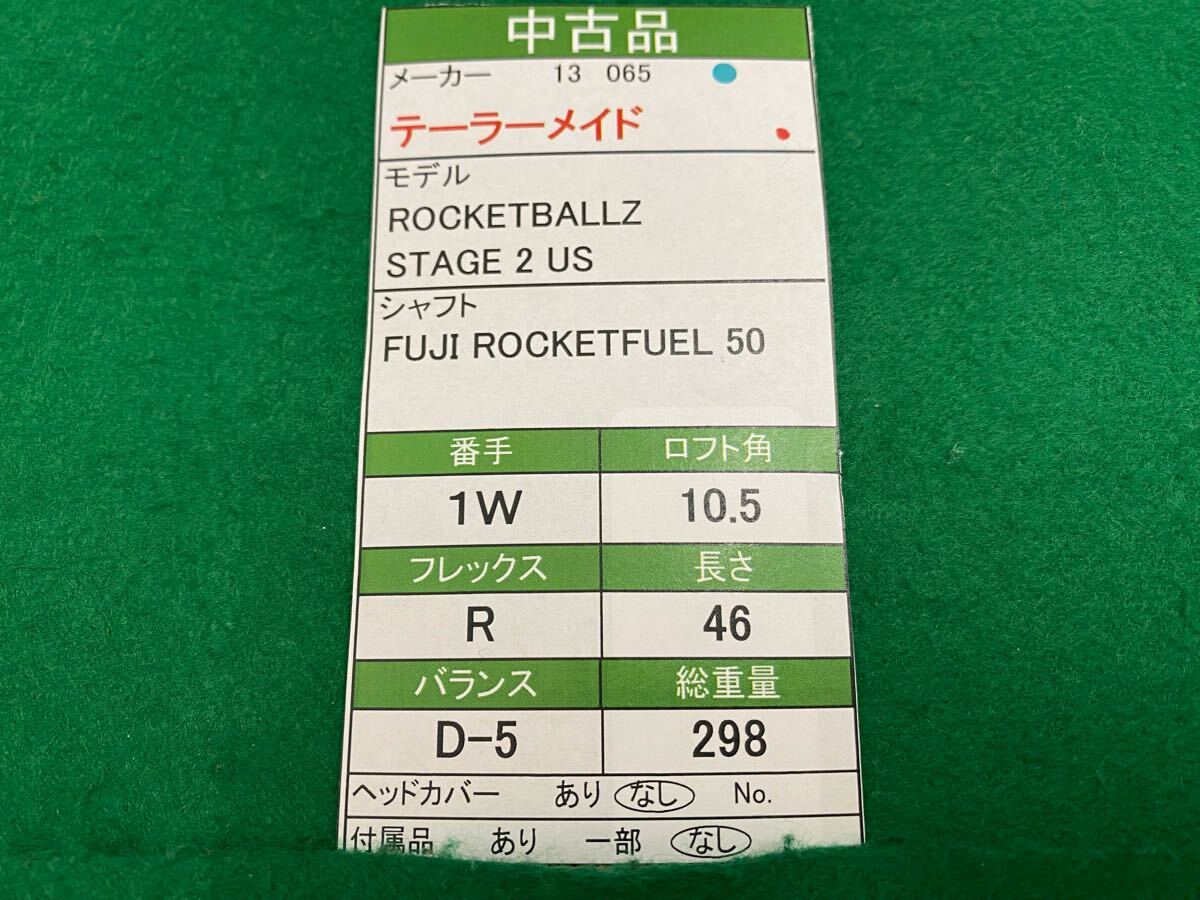 中古品
メーカー 13 065
テーラーメイド
モデル
ROCKETBALLZ
STAGE 2 US
シャフト
FUJI ROCKETFUEL 50
番手 ロフト角
1W 10.5
フレックス 長さ
R 46
バランス 総重量
D-5 298
ヘッドカバー あり なし No.
付属品 あり 一部 なし